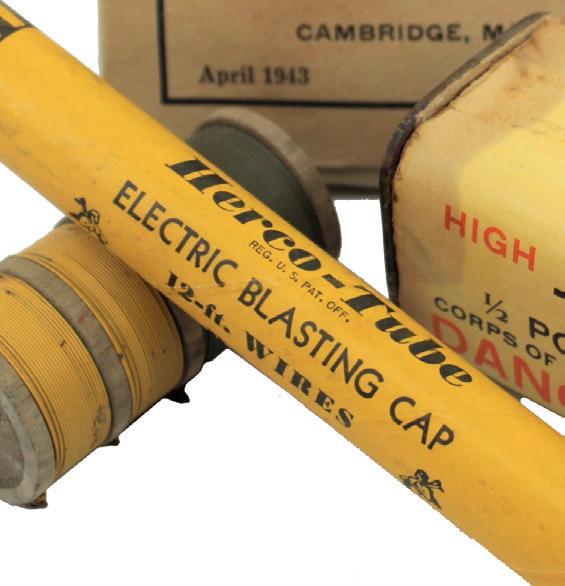 CAMBRIDGE, M
April 1943
HIGH
½ PO
CORPS OF
DANG
Herco-Tube
REG. U. S. PAT. OFF.
ELECTRIC BLASTING CAP
12-ft. WIRES